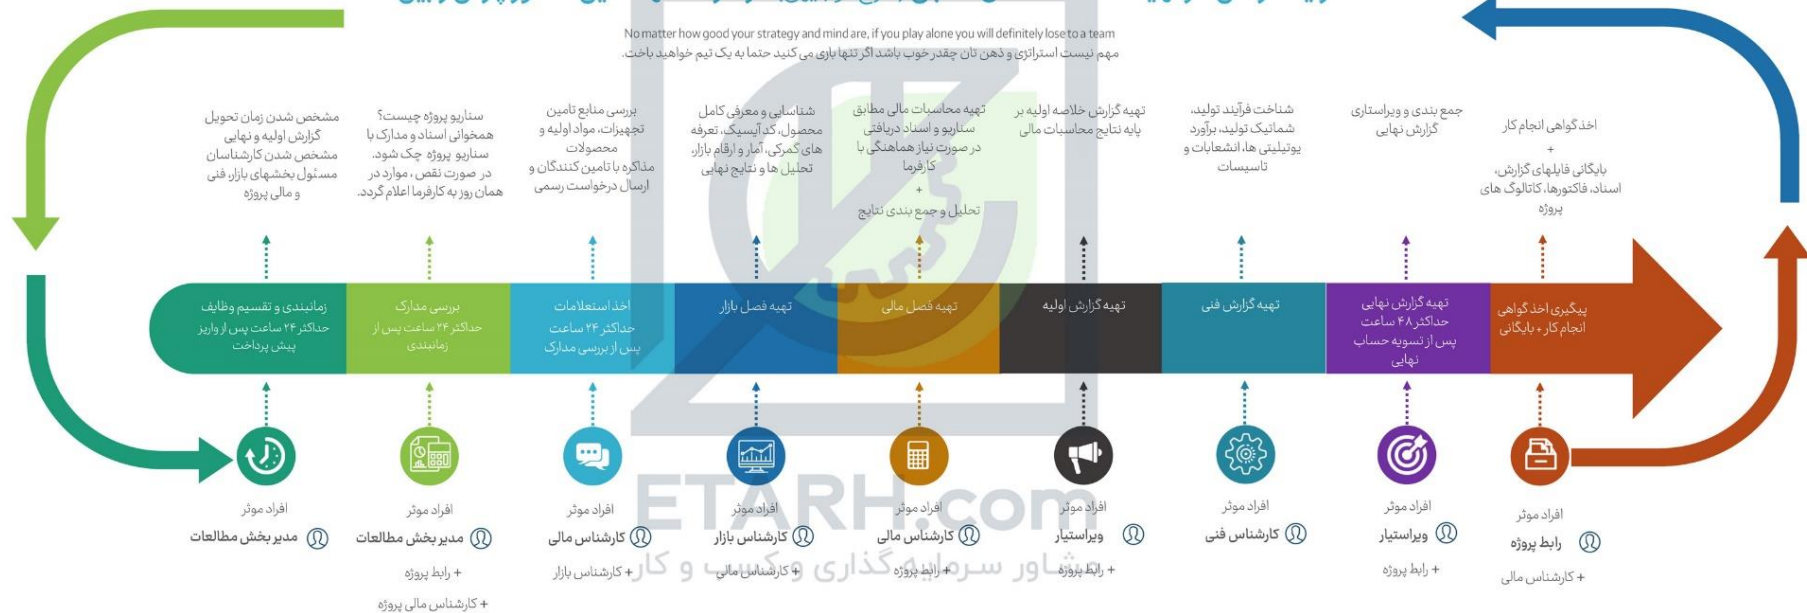 No matter how good your strategy and mind are, if you play alone you will definitely lose to a team
مهم نیست استراتژی و ذهن تان چقدر خوب باشد اگر تنها بازی می کنید حتما به یک تیم خواهید باخت.
مشخص شدن زمان تحویل
گزارش اولیه و نهایی
مشخص شدن کارشناسان
مسئول بخشهای بازار، فنی
و مالی پروژه
سناریو پروژه چیست؟
همخوانی اسناد و مدارک با
سناریو پروژه چک شود.
در صورت نقص ، موارد در
همان روز به کارفرما اعلام گردد.
بررسی منابع تامین
تجهیزات، مواد اولیه و
محصولات
مذاکره با تامین کنندگان و
ارسال درخواست رسمی
شناسایی و معرفی کامل
محصول، کد آیسیک، تعرفه
های گمرکی، آمار و ارقام بازار،
تحلیل ها و نتایج نهایی
تهیه محاسبات مالی مطابق
سناریو و اسناد دریافتی
در صورت نیاز هماهنگی با
کارفرما
+
تحلیل و جمع بندی نتایج
تهیه گزارش خلاصه اولیه بر
پایه نتایج محاسبات مالی
شناخت فرآیند تولید،
شماتیک تولید، برآورد
یوتیلیتی ها، انشعابات و
تاسیسات
جمع بندی و ویراستاری
گزارش نهایی
اخذ گواهی انجام کار
+
بایگانی فایلهای گزارش،
اسناد، فاکتورها، کاتالوگ های
پروژه
زمانبندی و تقسیم وظایف
حداکثر ۲۴ ساعت پس از واریز
پیش پرداخت
بررسی مدارک
حداکثر ۲۴ ساعت پس از
زمانبندی
اخذ استعلامات
حداکثر ۲۴ ساعت
پس از بررسی مدارک
تهیه فصل بازار
تهیه فصل مالی
تهیه گزارش اولیه
تهیه گزارش فنی
تهیه گزارش نهایی
حداکثر ۴۸ ساعت
پس از تسویه حساب
نهایی
پیگیری اخذ گواهی
انجام کار + بایگانی
افراد موثر
مدیر بخش مطالعات
افراد موثر
مدیر بخش مطالعات
+ رابط پروژه
+ کارشناس مالی پروژه
افراد موثر
کارشناس مالی
+ کارشناس بازار
افراد موثر
کارشناس بازار
+ کارشناس مالی
افراد موثر
کارشناس مالی
+ رابط پروژه
افراد موثر
ویراستیار
+ رابط پروژه
افراد موثر
کارشناس فنی
افراد موثر
ویراستیار
+ رابط پروژه
افراد موثر
رابط پروژه
+ کارشناس مالی
ETARH.com
مشاور سرمایه گذاری و کسب و کار